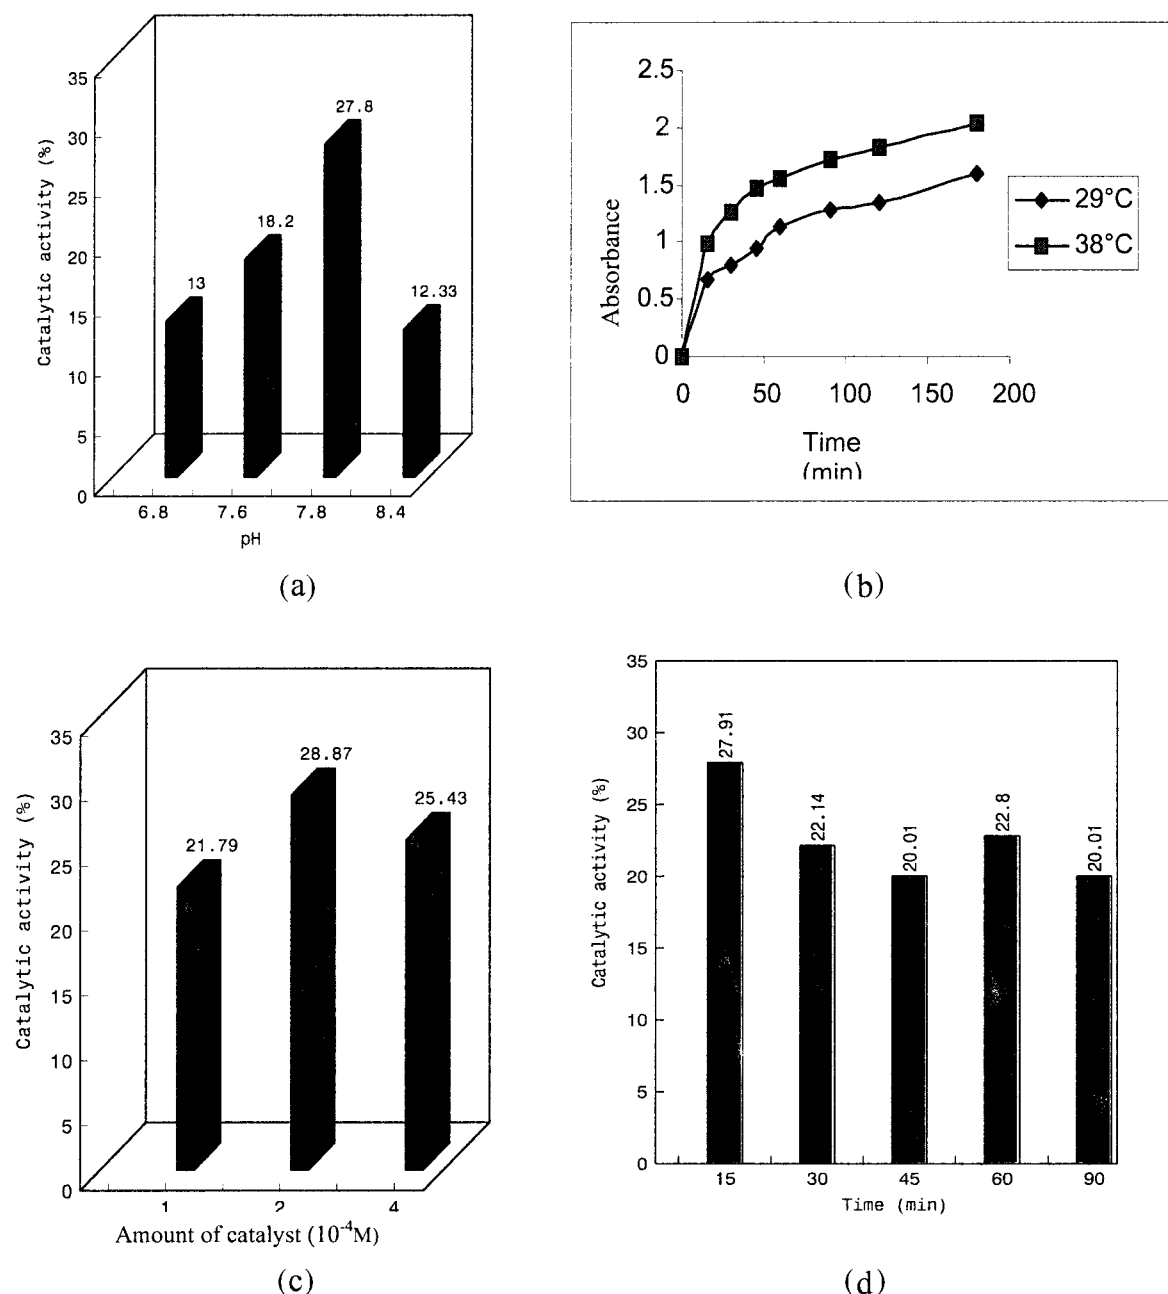 35
30
25
20
15
10
5
0
Catalytic activity (%)
13
18.2
27.8
12.33
6.8 7.6 7.8 8.4
pH
(a)
2.5
2
1.5
1
0.5
0
Absorbance
0 50 100 150 200
Time
(min)
29°C
38°C
(b)
35
30
25
20
15
10
5
0
Catalytic activity (%)
21.79
28.87
25.43
1 2 4
Amount of catalyst (10-4M)
(c)
35
30
25
20
15
10
5
0
Catalytic activity (%)
27.91
22.14
20.01
22.8
20.01
15 30 45 60 90
Time (min)
(d)